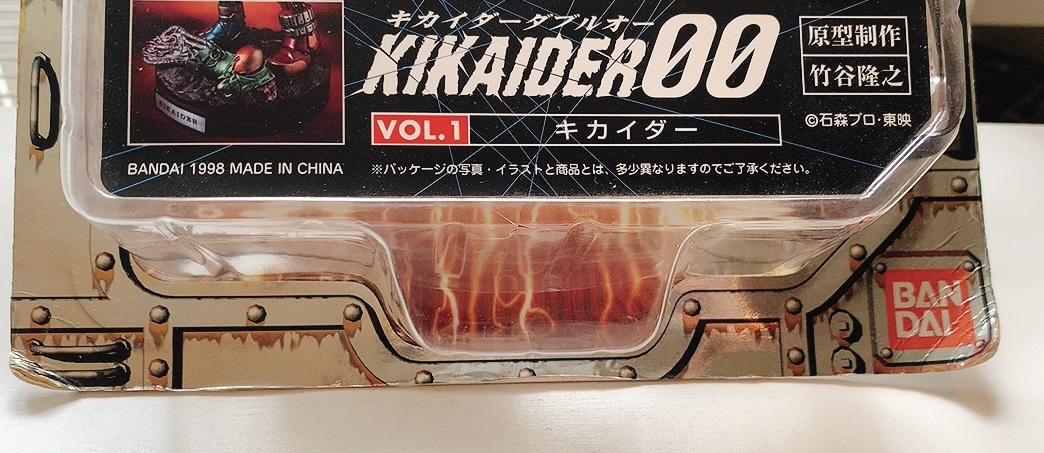 キカイダーダブルオー
KIKAIDER00
原型制作
竹谷隆之
VOL.1 キカイダー
©石森プロ・東映
KIKAIDER
BANDAI 1998 MADE IN CHINA
※パッケージの写真・イラストと商品とは、多少異なりますのでご了承ください。
BAN
DAI